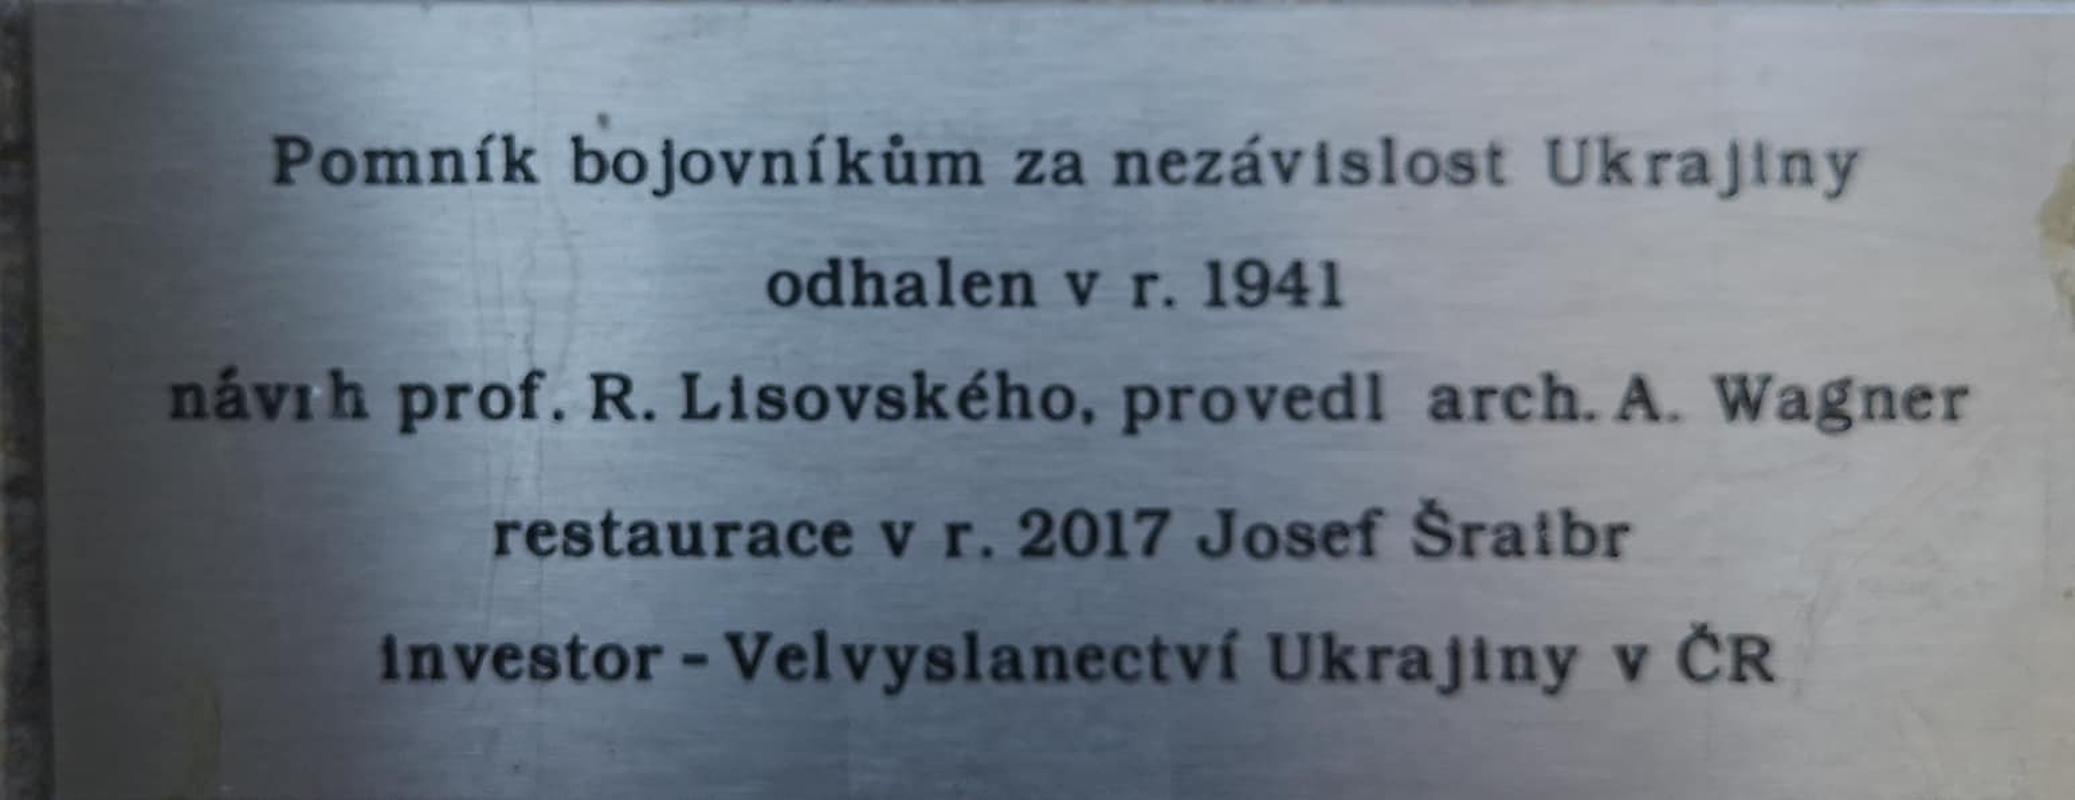 Pomník bojovníkům za nezávislost Ukrajiny
odhalen v r. 1941
návrh prof. R. Lisovského, provedl arch. A. Wagner
restaurace v r. 2017 Josef Šraibr
investor - Velvyslanectví Ukrajiny v ČR